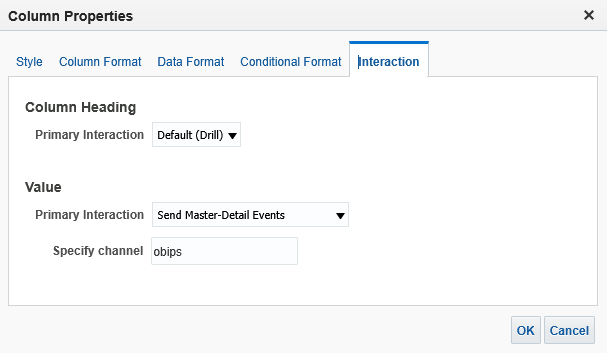 Column Properties
Style Column Format Data Format Conditional Format Interaction
Column Heading
Primary Interaction Default (Drill)
Value
Primary Interaction Send Master-Detail Events
Specify channel obips
OK Cancel